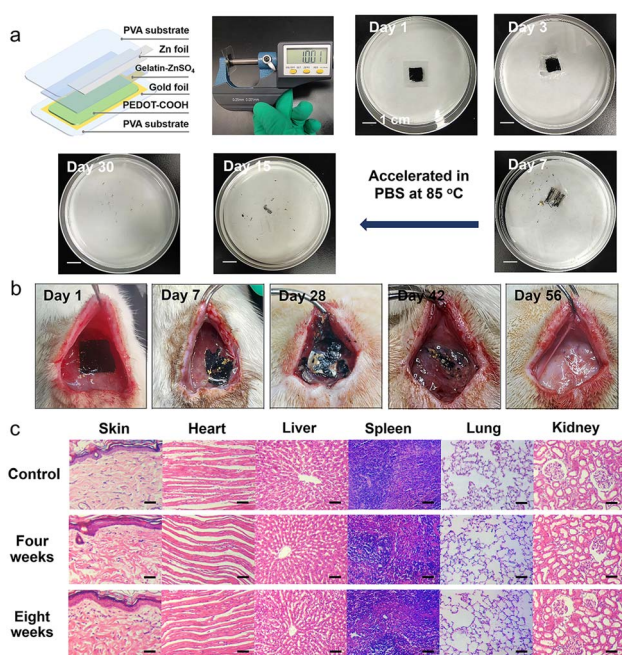 a
PVA substrate
Zn foil
Gelatin-ZnSO₄
Gold foil
PEDOT-COOH
PVA substrate
Day 1
1 cm
Day 3
Day 30
Day 15
Accelerated in
PBS at 85 °C
Day 7
b
Day 1
Day 7
Day 28
Day 42
Day 56
c
Skin
Heart
Liver
Spleen
Lung
Kidney
Control
Four
weeks
Eight
weeks